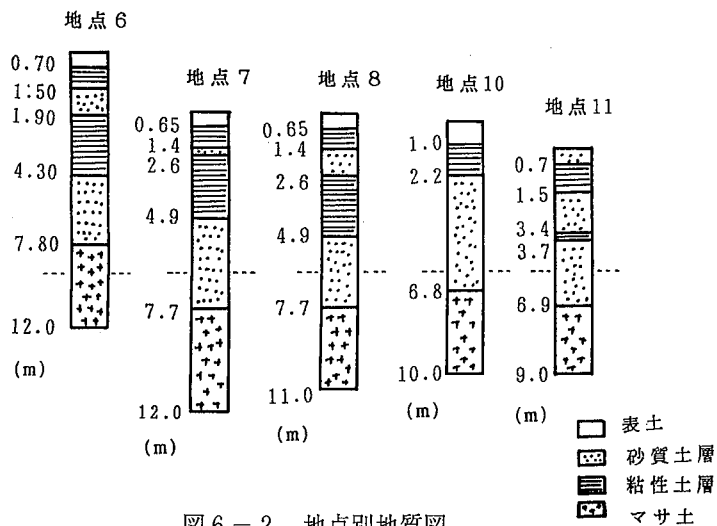 地点6
0.70
1:50
1.90
4.30
7.80
12.0
(m)
地点7
0.65
1.4
2.6
4.9
7.7
12.0
(m)
地点8
0.65
1.4
2.6
4.9
7.7
11.0
(m)
地点10
1.0
2.2
6.8
10.0
(m)
地点11
0.7
1.5
3.4
3.7
6.9
9.0
(m)
表土
砂質土層
粘性土層
マサ土
図6-2 地点別地質図